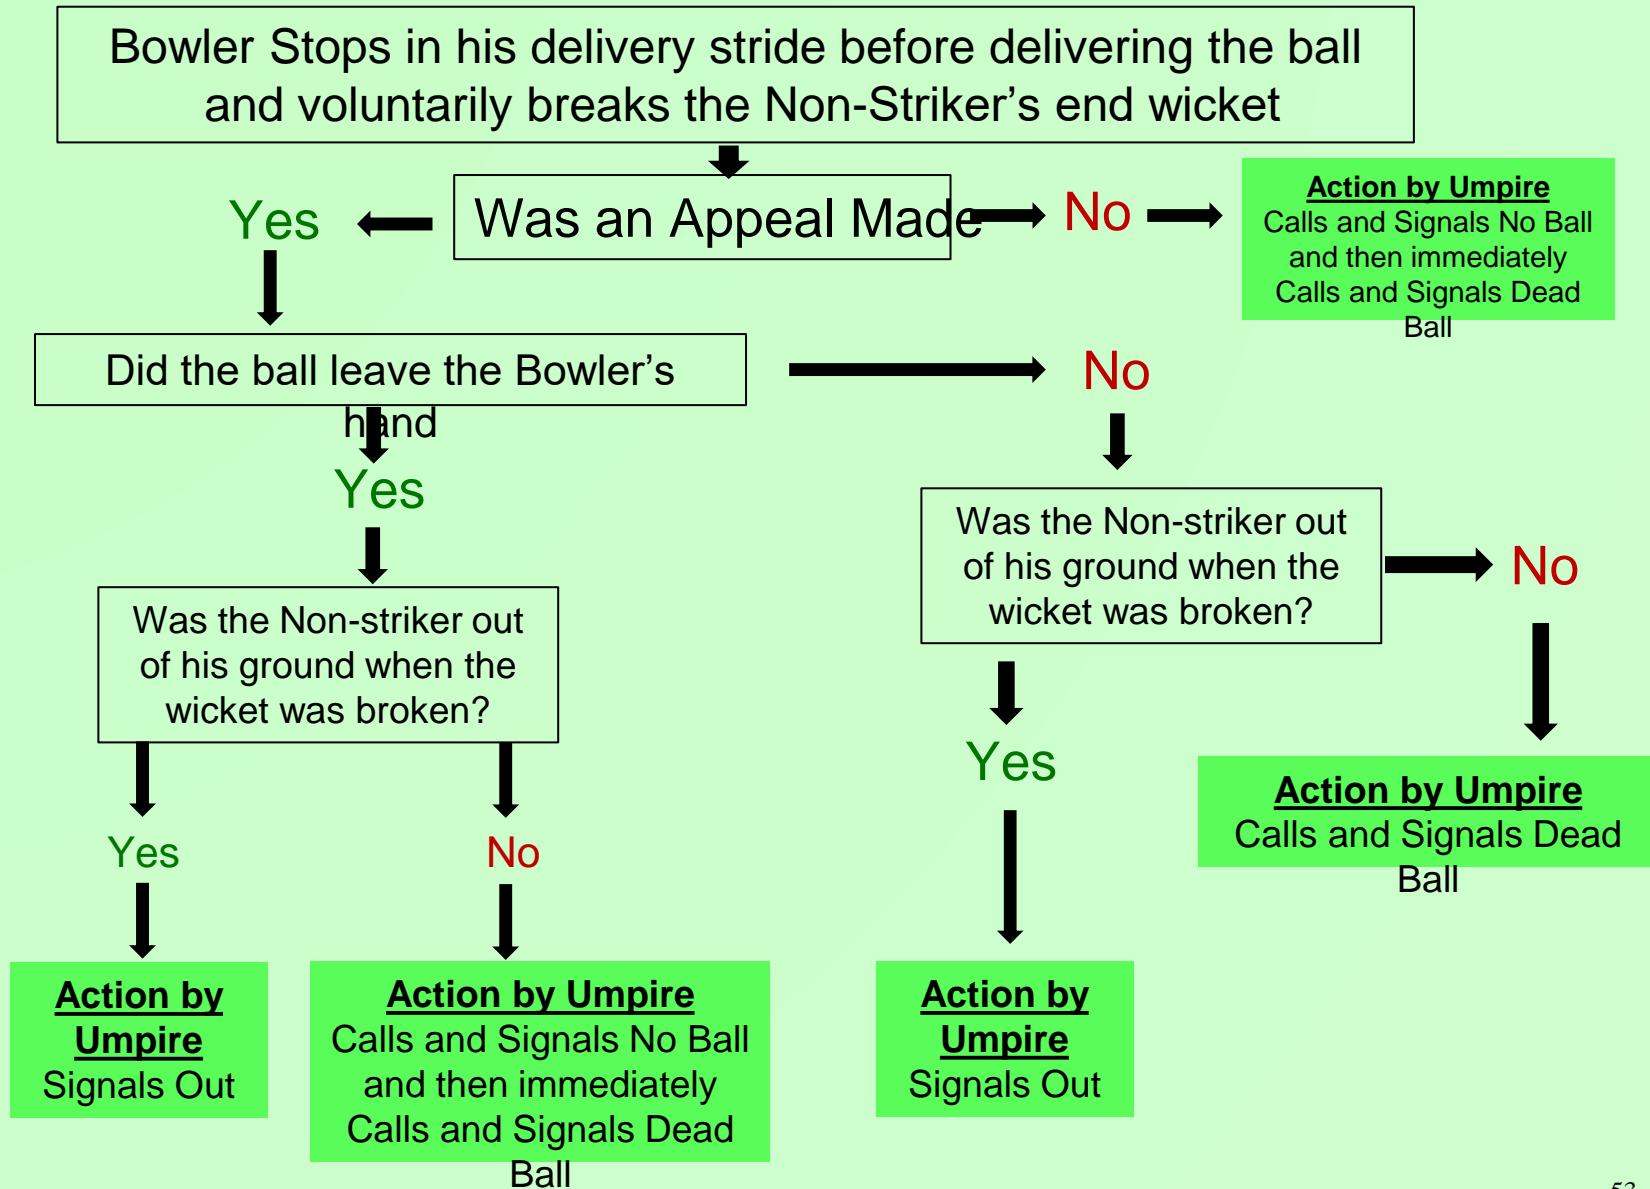 Bowler Stops in his delivery stride before delivering the ball
and voluntarily breaks the Non-Striker's end wicket
Yes
Was an Appeal Made
No
Action by Umpire
Calls and Signals No Ball
and then immediately
Calls and Signals Dead
Ball
Did the ball leave the Bowler's
hand
No
Yes
Was the Non-striker out
of his ground when the
wicket was broken?
No
Was the Non-striker out
of his ground when the
wicket was broken?
Yes
Action by Umpire
Calls and Signals Dead
Ball
Yes
No
Action by
Umpire
Signals Out
Action by Umpire
Calls and Signals No Ball
and then immediately
Calls and Signals Dead
Ball
Action by
Umpire
Signals Out